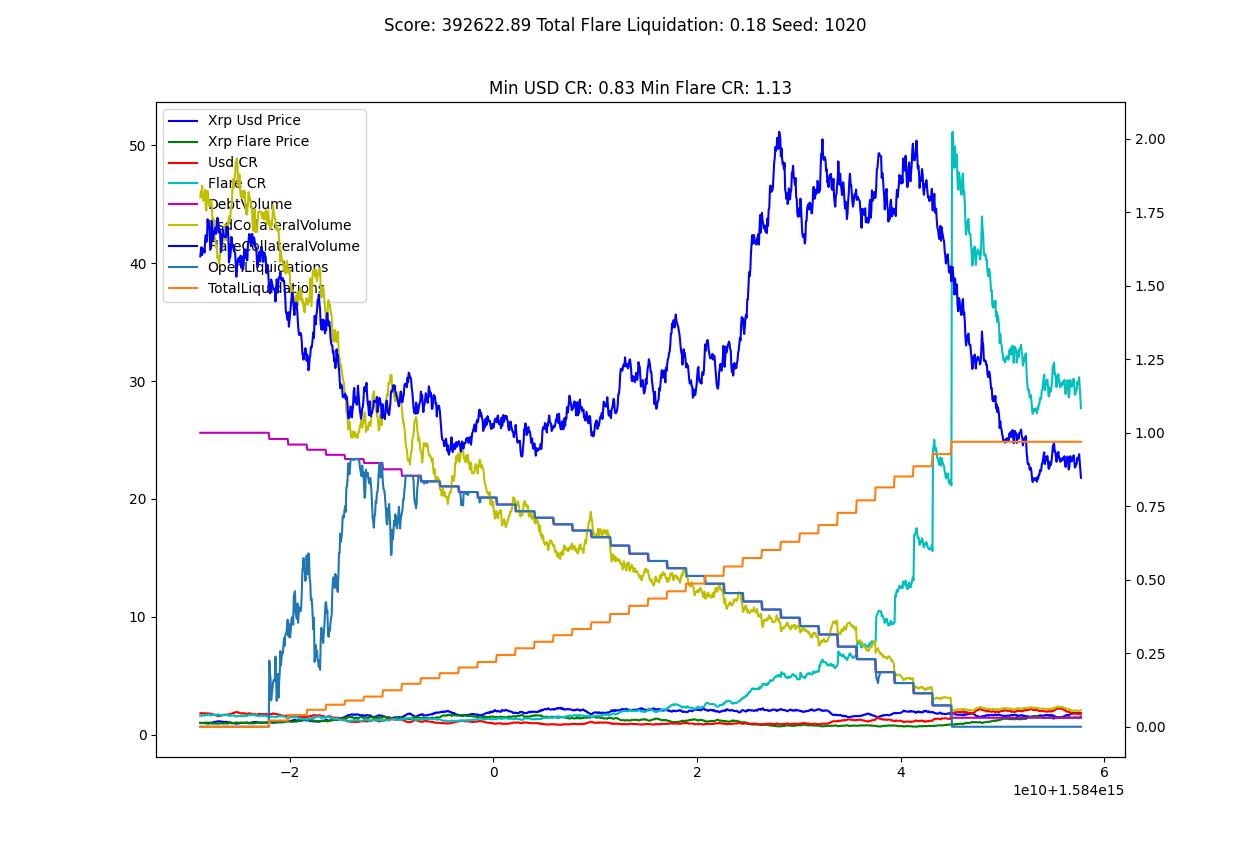 Score: 392622.89 Total Flare Liquidation: 0.18 Seed: 1020
Min USD CR: 0.83 Min Flare CR: 1.13
Xrp Usd Price
Xrp Flare Price
Usd CR
Flare CR
DebtVolume
UsdCollateralVolume
FlareCollateralVolume
OpenLiquidations
TotalLiquidations
50
40
30
20
10
0
2.00
1.75
1.50
1.25
1.00
0.75
0.50
0.25
0.00
−2
0
2
4
6
1e10+1.584e15